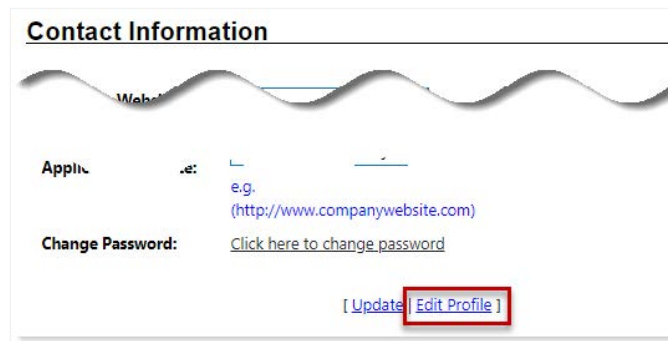 Contact Information
e.g.
(http://www.companywebsite.com)
Change Password: Click here to change password
[ Update | Edit Profile ]